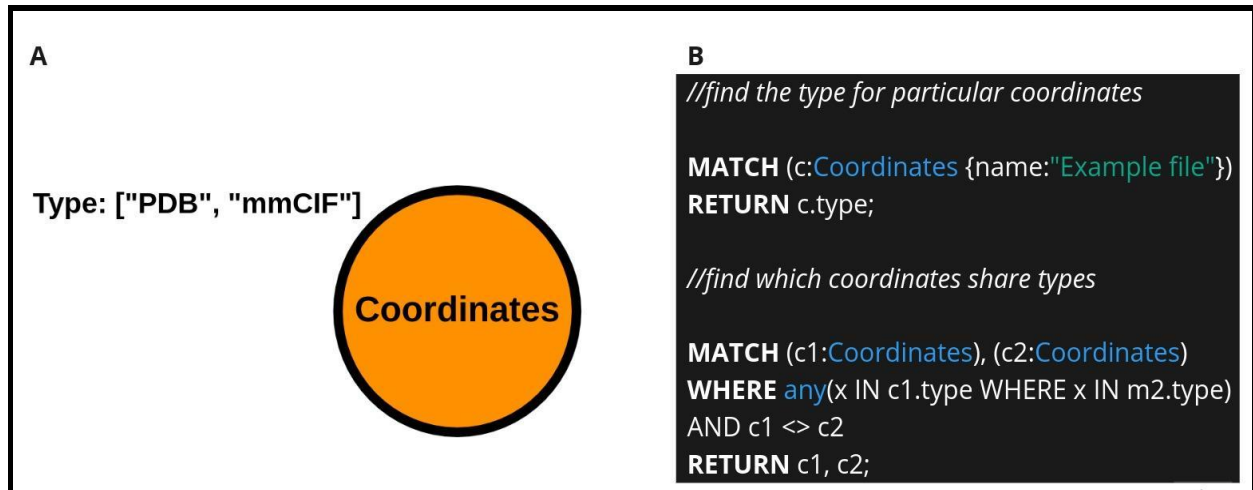 A
Type: ["PDB", "mmCIF"]
Coordinates
B
//find the type for particular coordinates
MATCH (c:Coordinates {name:"Example file"})
RETURN c.type;
//find which coordinates share types
MATCH (c1:Coordinates), (c2:Coordinates)
WHERE any(x IN c1.type WHERE x IN m2.type)
AND c1 <> c2
RETURN c1, c2;